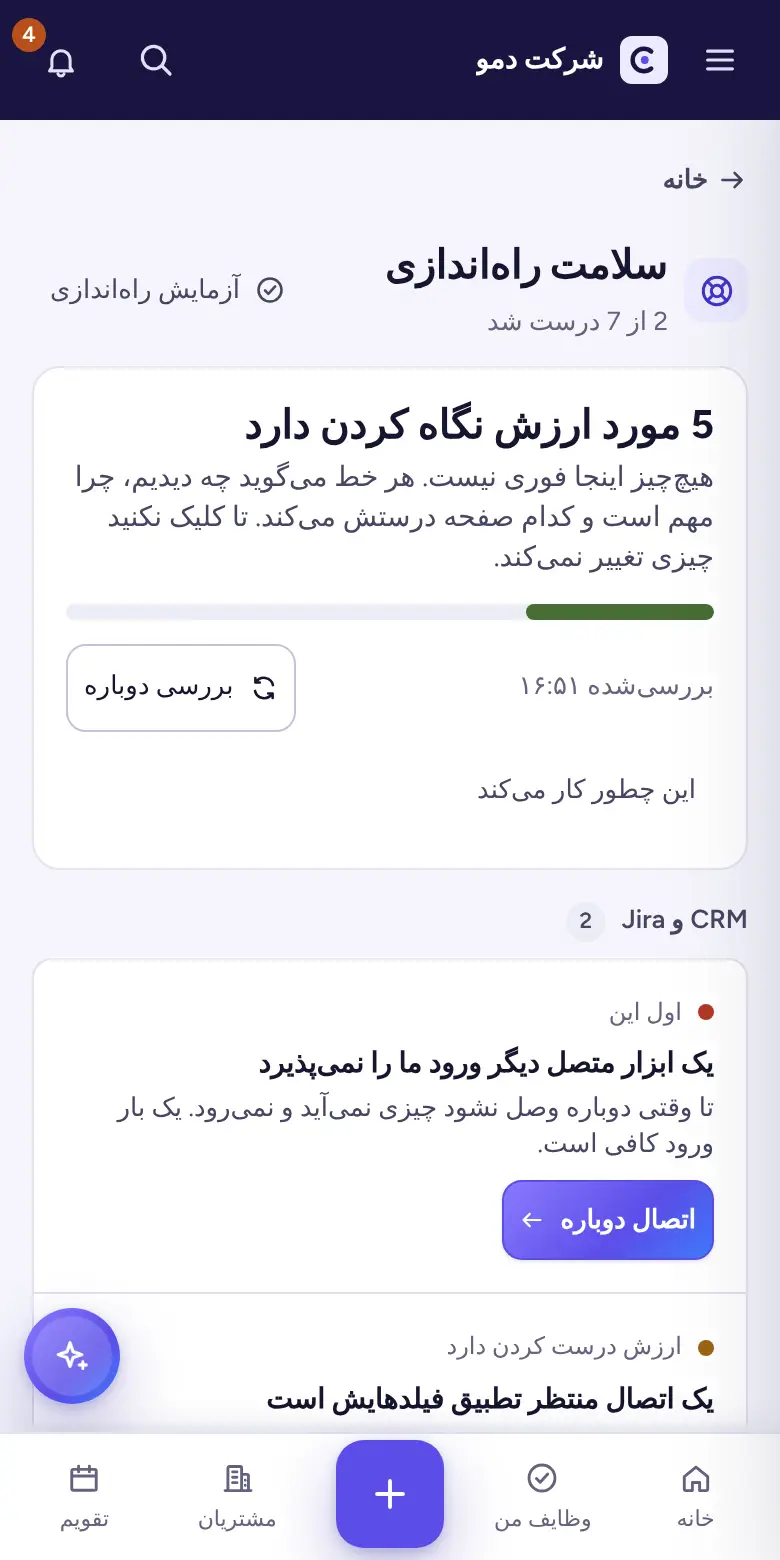 شرکت دمو
4
خانه
سلامت راه‌اندازی
2 از 7 درست شد
آزمایش راه‌اندازی
5 مورد ارزش نگاه کردن دارد
هیچ‌چیز اینجا فوری نیست. هر خط می‌گوید چه دیدیم، چرا
مهم است و کدام صفحه درستش می‌کند. تا کلیک نکنید
چیزی تغییر نمی‌کند.
بررسی‌شده ۱۶:۵۱
بررسی دوباره
این چطور کار می‌کند
CRM و Jira 2
اول این
یک ابزار متصل دیگر ورود ما را نمی‌پذیرد
تا وقتی دوباره وصل نشود چیزی نمی‌آید و نمی‌رود. یک بار
ورود کافی است.
اتصال دوباره
ارزش درست کردن دارد
یک اتصال منتظر تطبیق فیلدهایش است
خانه
وظایف من
مشتریان
تقویم